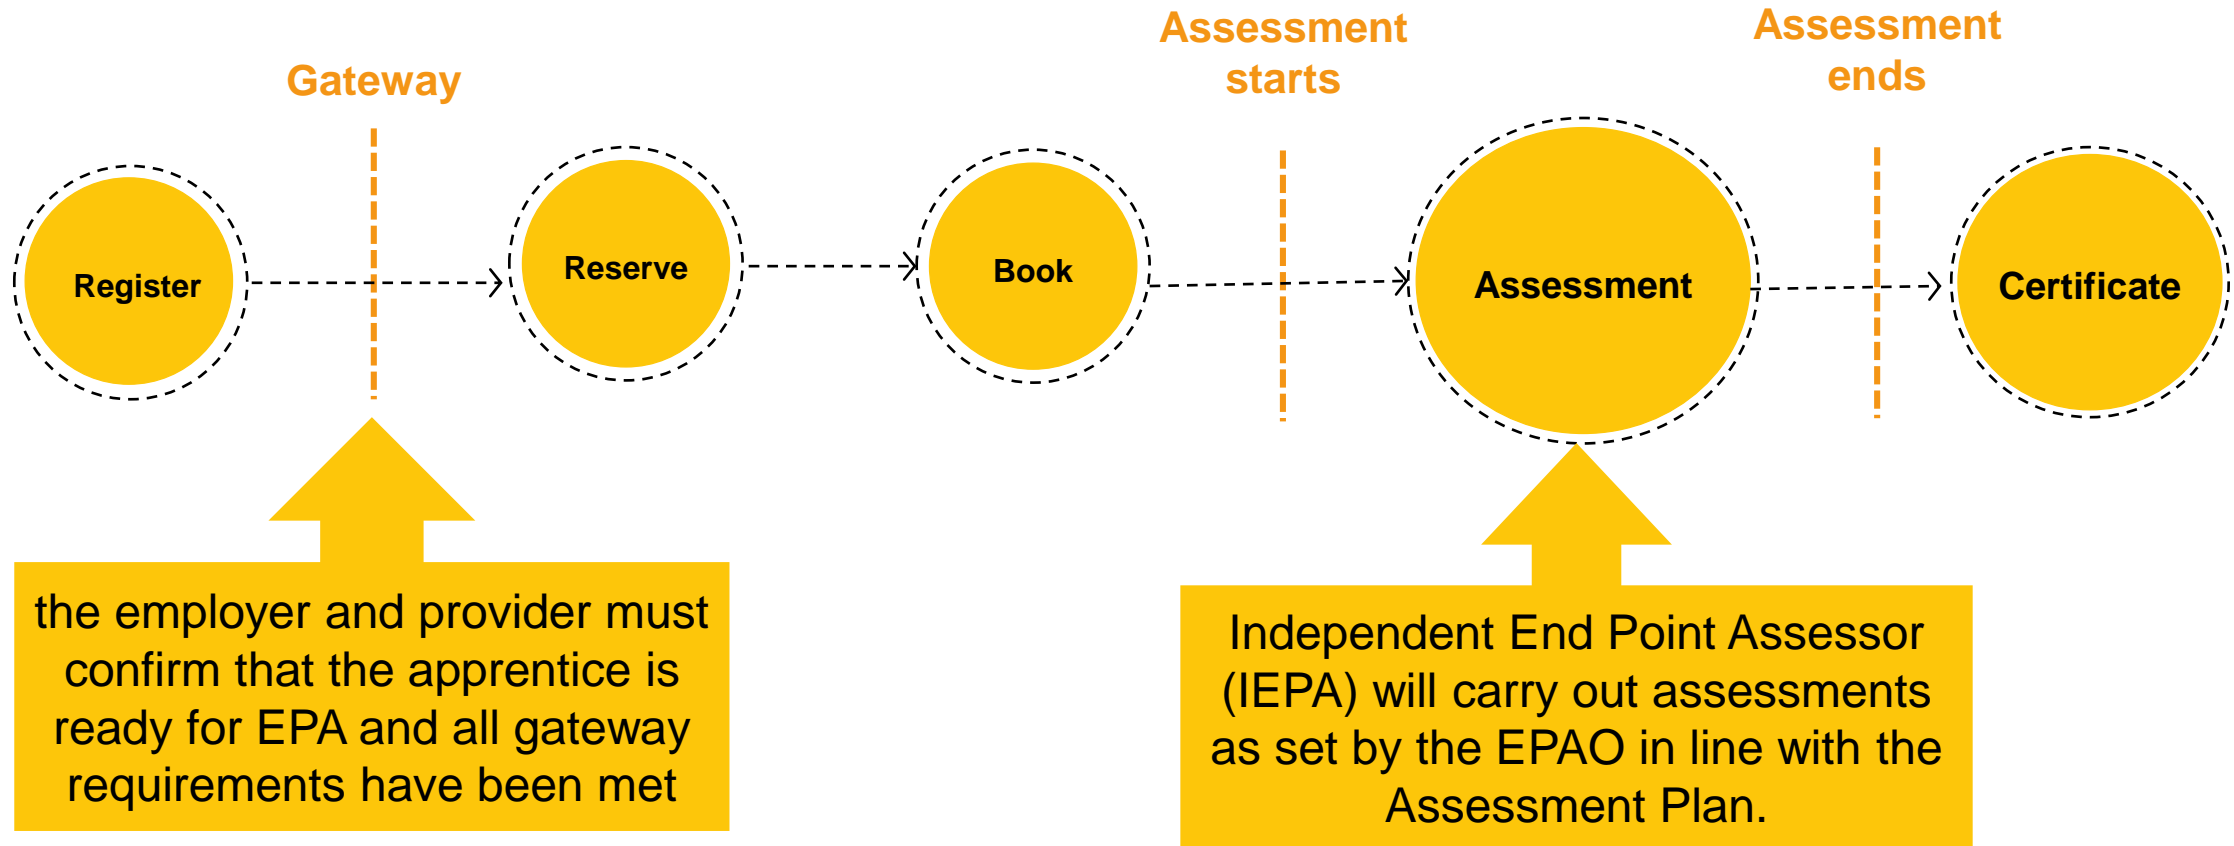 Gateway
Assessment
starts
Assessment
ends
Register
Reserve
Book
Assessment
Certificate
the employer and provider must
confirm that the apprentice is
ready for EPA and all gateway
requirements have been met
Independent End Point Assessor
(IEPA) will carry out assessments
as set by the EPAO in line with the
Assessment Plan.